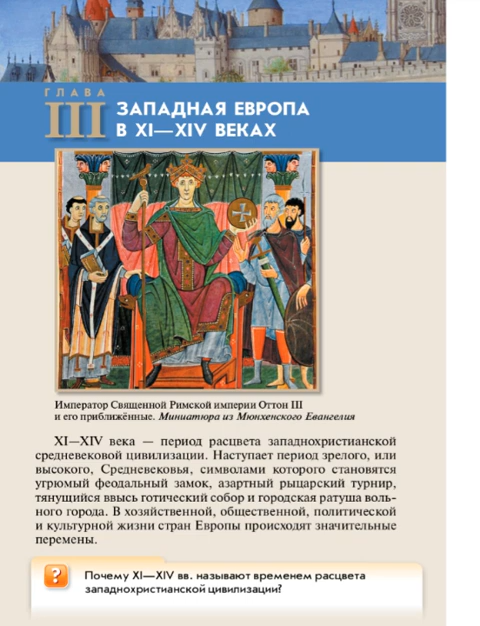 ГЛАВА
III
ЗАПАДНАЯ ЕВРОПА
В XI—XIV ВЕКАХ
Император Священной Римской империи Оттон III
и его приближённые. Миниатюра из Мюнхенского Евангелия
XI—XIV века — период расцвета западнохристианской
средневековой цивилизации. Наступает период зрелого, или
высокого, Средневековья, символами которого становятся
угрюмый феодальный замок, азартный рыцарский турнир,
тянущийся ввысь готический собор и городская ратуша воль-
ного города. В хозяйственной, общественной, политической
и культурной жизни стран Европы происходят значительные
перемены.
?
Почему XI—XIV вв. называют временем расцвета
западнохристианской цивилизации?